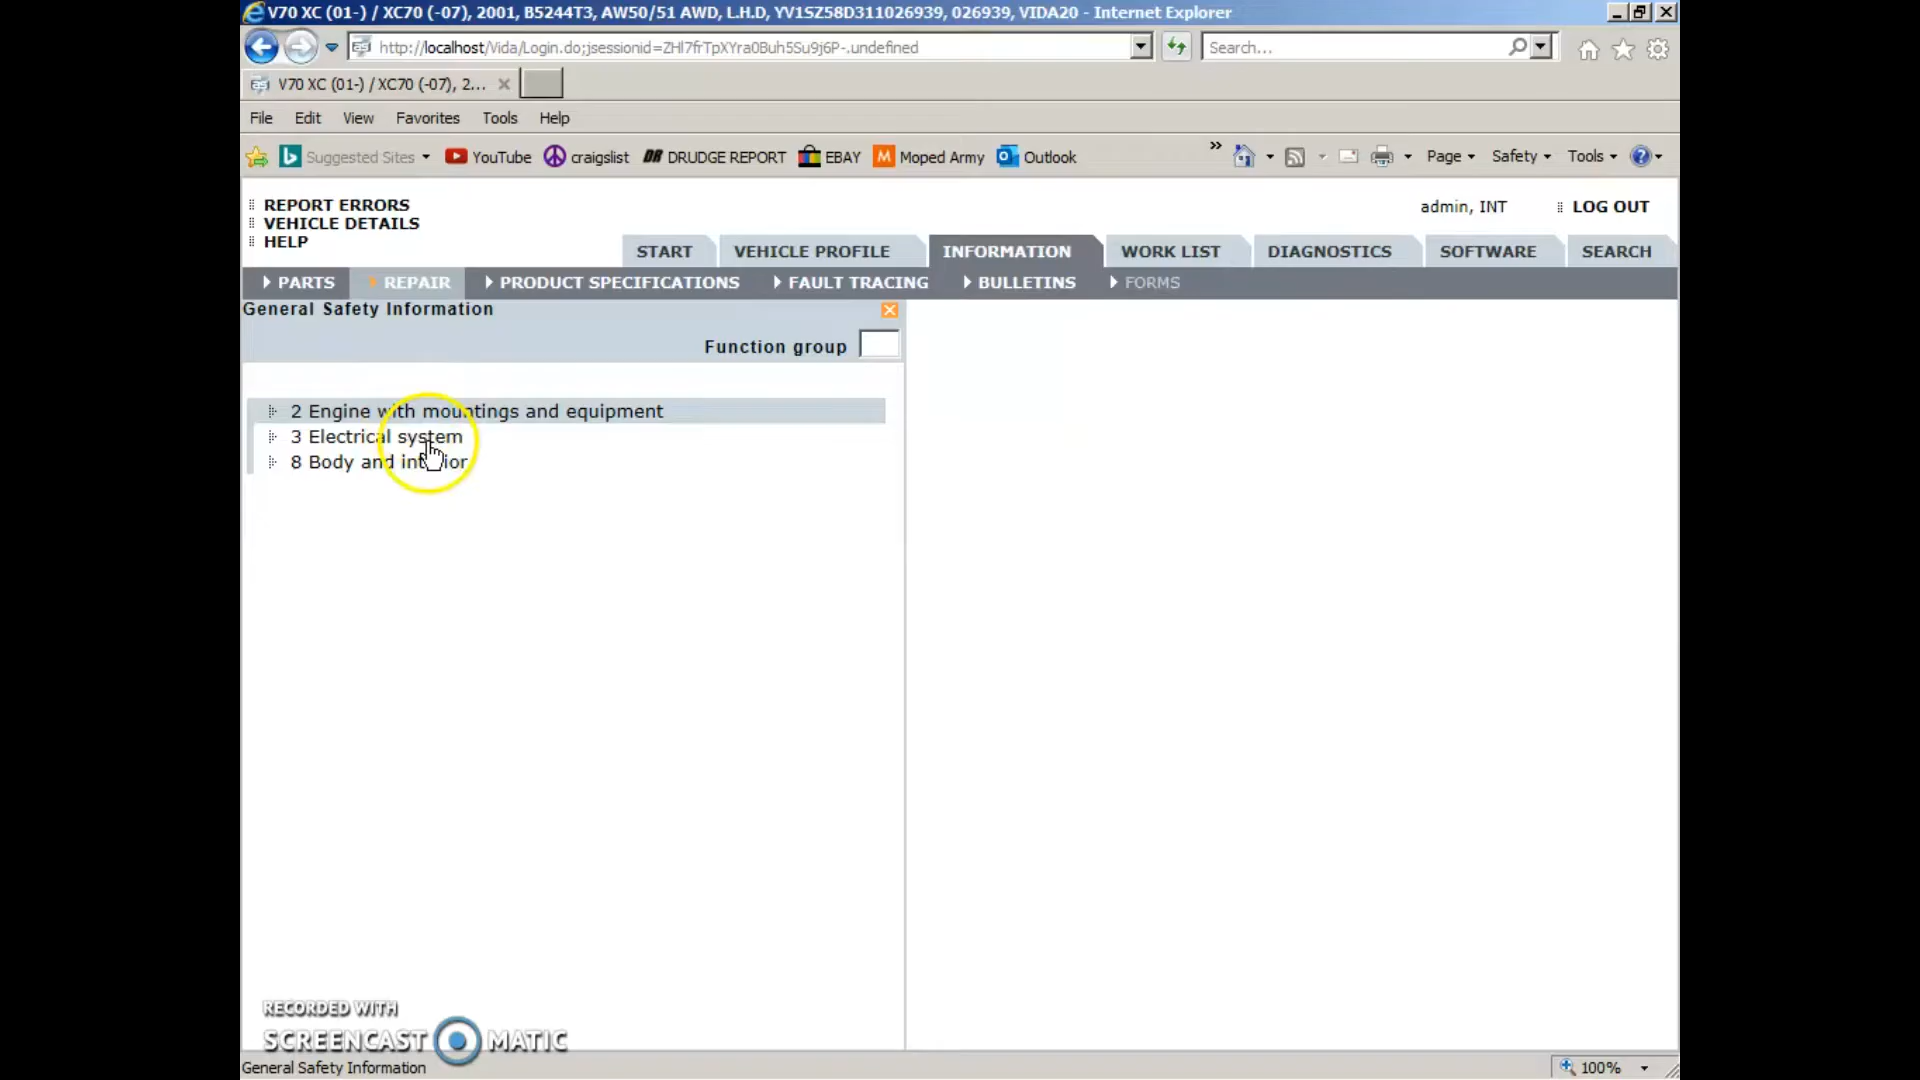 V70 XC (01-) / XC70 (-07), 2001, B5244T3, AW50/51 AWD, L.H.D, YV1SZ58D311026939, 026939, VIDA20 - Internet Explorer
http://localhost/Vida/Login.do;jsessionid=ZHl7frTpXYra0Buh5Su9j6P-.undefined
Search...
V70 XC (01-) / XC70 (-07), 2...
File Edit View Favorites Tools Help
Suggested Sites YouTube craigslist DR DRUDGE REPORT EBAY M Moped Army Outlook » Page Safety Tools
REPORT ERRORS
VEHICLE DETAILS
HELP
admin, INT LOG OUT
START VEHICLE PROFILE INFORMATION WORK LIST DIAGNOSTICS SOFTWARE SEARCH
PARTS REPAIR PRODUCT SPECIFICATIONS FAULT TRACING BULLETINS FORMS
General Safety Information
Function group
2 Engine with mountings and equipment
3 Electrical system
8 Body and interior
RECORDED WITH
SCREENCAST MATIC
General Safety Information
100%